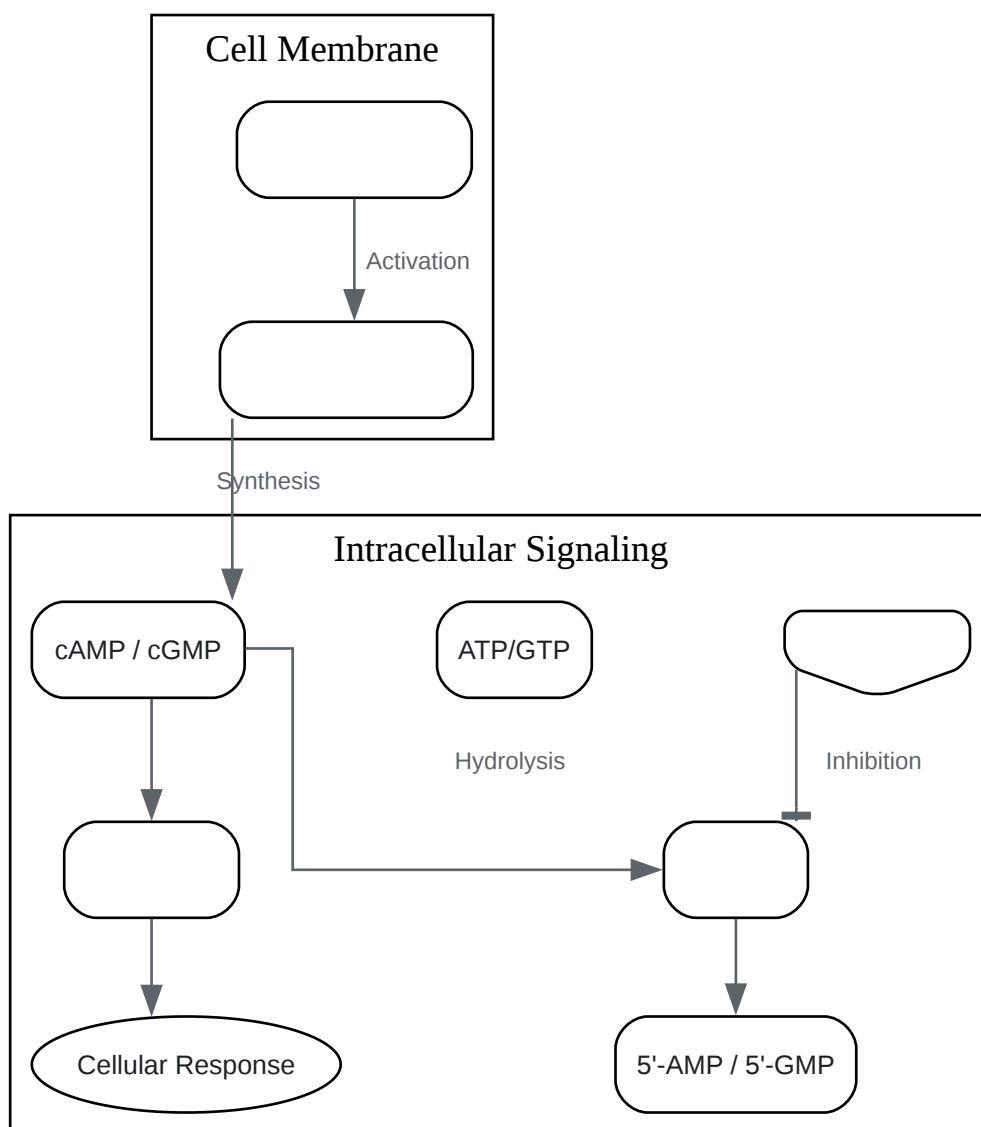 Cell Membrane
Activation
Synthesis
Intracellular Signaling
cAMP / cGMP
ATP/GTP
Hydrolysis
Inhibition
Cellular Response
5'-AMP / 5'-GMP